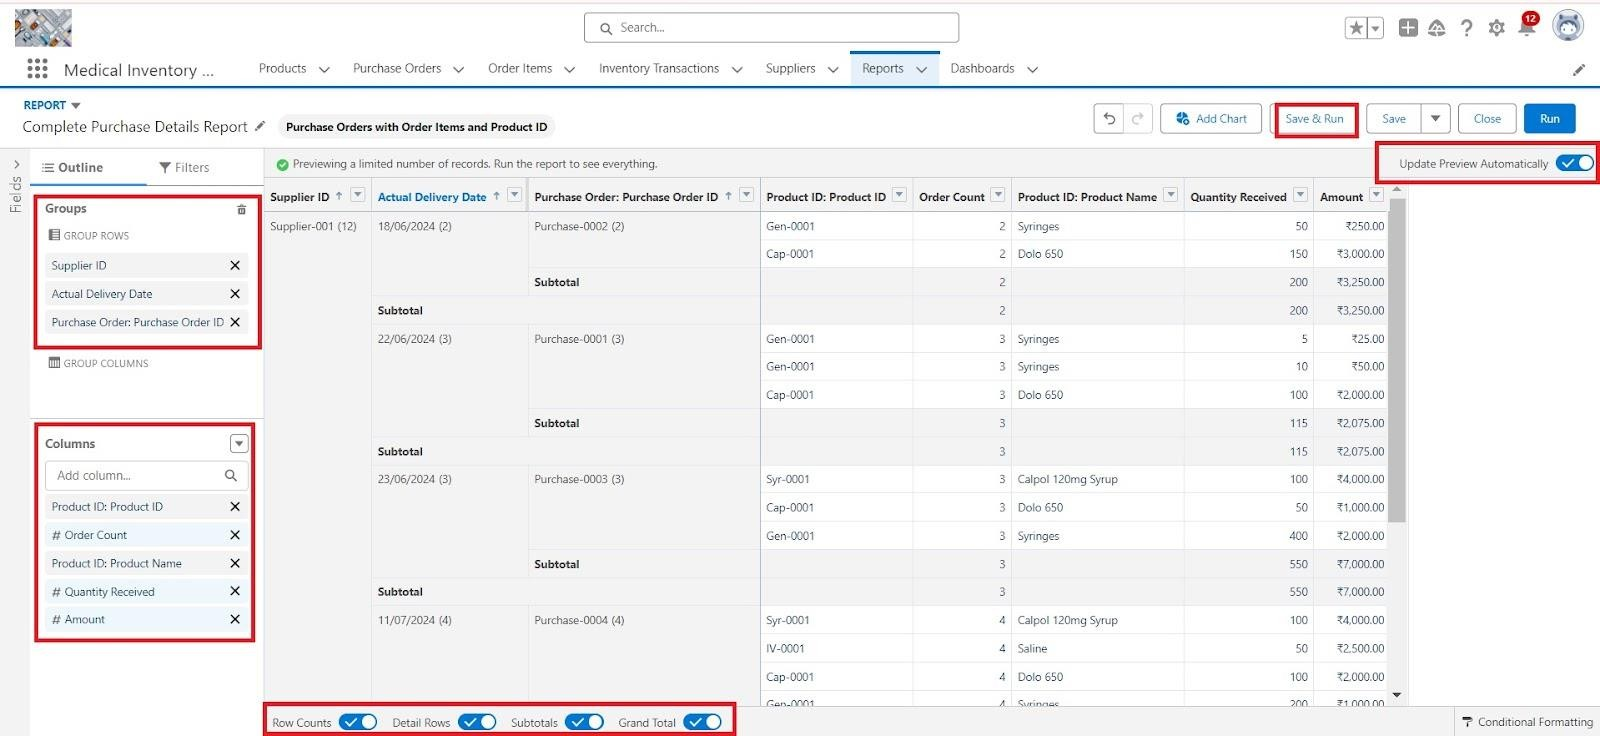 Search...
12
Medical Inventory ...
Products
Purchase Orders
Order Items
Inventory Transactions
Suppliers
Reports
Dashboards
REPORT
Complete Purchase Details Report
Purchase Orders with Order Items and Product ID
Add Chart
Save & Run
Save
Close
Run
Fields
Outline
Filters
Previewing a limited number of records. Run the report to see everything.
Update Preview Automatically
Groups
GROUP ROWS
Supplier ID
Actual Delivery Date
Purchase Order: Purchase Order ID
GROUP COLUMNS
Columns
Add column...
Product ID: Product ID
# Order Count
Product ID: Product Name
# Quantity Received
# Amount
Supplier ID Actual Delivery Date Purchase Order: Purchase Order ID Product ID: Product ID Order Count Product ID: Product Name Quantity Received Amount
Supplier-001 (12) 18/06/2024 (2) Purchase-0002 (2) Gen-0001 2 Syringes 50 ₹250.00
Cap-0001 2 Dolo 650 150 ₹3,000.00
Subtotal 2 200 ₹3,250.00
Subtotal 2 200 ₹3,250.00
22/06/2024 (3) Purchase-0001 (3) Gen-0001 3 Syringes 5 ₹25.00
Gen-0001 3 Syringes 10 ₹50.00
Cap-0001 3 Dolo 650 100 ₹2,000.00
Subtotal 3 115 ₹2,075.00
Subtotal 3 115 ₹2,075.00
23/06/2024 (3) Purchase-0003 (3) Syr-0001 3 Calpol 120mg Syrup 100 ₹4,000.00
Cap-0001 3 Dolo 650 50 ₹1,000.00
Gen-0001 3 Syringes 400 ₹2,000.00
Subtotal 3 550 ₹7,000.00
Subtotal 3 550 ₹7,000.00
11/07/2024 (4) Purchase-0004 (4) Syr-0001 4 Calpol 120mg Syrup 100 ₹4,000.00
IV-0001 4 Saline 50 ₹2,500.00
Cap-0001 4 Dolo 650 100 ₹2,000.00
Gen-0001 4 Syringes 200 ₹1,000.00
Row Counts
Detail Rows
Subtotals
Grand Total
Conditional Formatting